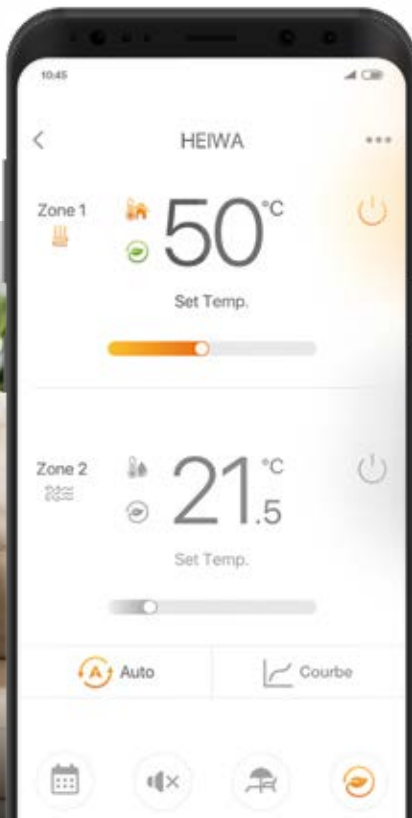 10:45
HEIWA
Zone 1
50°C
Set Temp.
Zone 2
21.5°C
Set Temp.
A Auto
Courbe